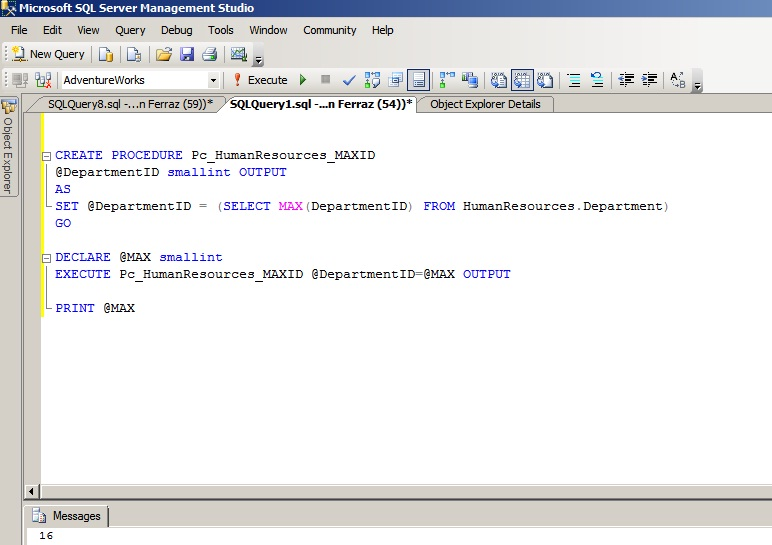 Microsoft SQL Server Management Studio
File Edit View Query Debug Tools Window Community Help
New Query
AdventureWorks Execute
SQLQuery8.sql -...n Ferraz (59))* SQLQuery1.sql -...n Ferraz (54))* Object Explorer Details
Object Explorer
CREATE PROCEDURE Pc_HumanResources_MAXID
@DepartmentID smallint OUTPUT
AS
SET @DepartmentID = (SELECT MAX(DepartmentID) FROM HumanResources.Department)
GO
DECLARE @MAX smallint
EXECUTE Pc_HumanResources_MAXID @DepartmentID=@MAX OUTPUT
PRINT @MAX
Messages
16